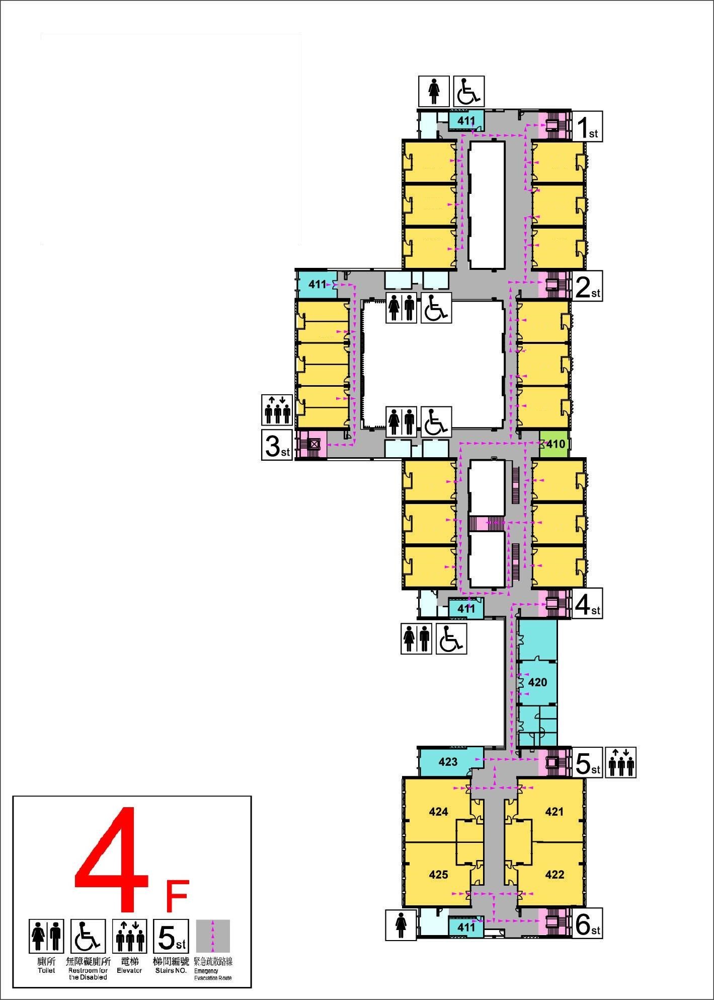 411
1st
411
2st
3st
410
411
4st
420
423
5st
424
421
425
422
411
6st
4F
5st
廁所
Toilet
無障礙廁所
Restroom for
the Disabled
電梯
Elevator
梯間編號
Stairs NO.
緊急疏散路線
Emergency
Evacuation Route